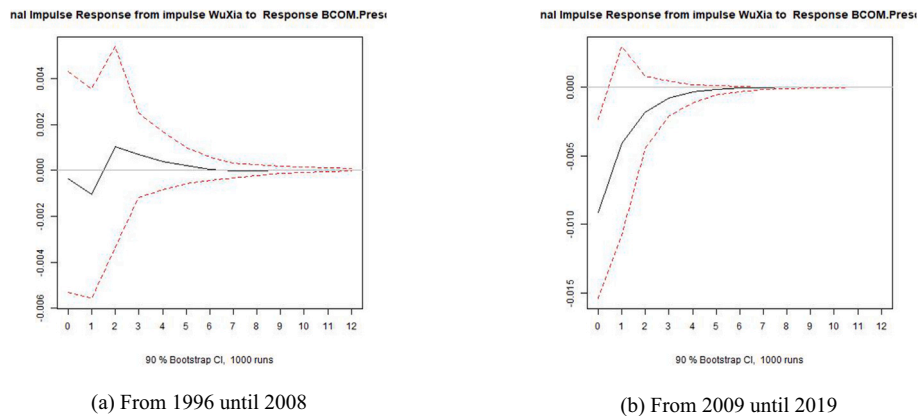 nal Impulse Response from impulse WuXia to Response BCOM.Presc
0.004
0.002
0.000
-0.002
-0.004
-0.006
0 1 2 3 4 5 6 7 8 9 10 11 12
90 % Bootstrap CI, 1000 runs
(a) From 1996 until 2008
nal Impulse Response from impulse WuXia to Response BCOM.Presc
0.000
-0.005
-0.010
-0.015
0 1 2 3 4 5 6 7 8 9 10 11 12
90 % Bootstrap CI, 1000 runs
(b) From 2009 until 2019